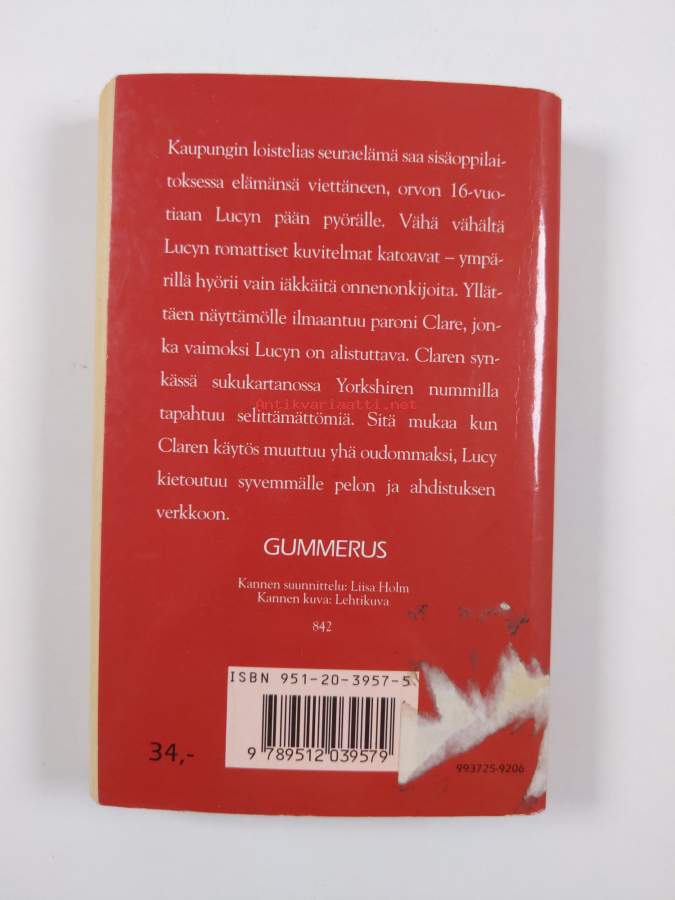 Kaupungin loistelias seuraelämä saa sisäoppilai-
toksessa elämänsä viettäneen, orvon 16-vuo-
tiaan Lucyn pään pyörälle. Vähä vähältä
Lucyn romattiset kuvitelmat katoavat – ympä-
rillä hyörii vain iäkkäitä onnenonkijoita. Yllät-
täen näyttämölle ilmaantuu paroni Clare, jon-
ka vaimoksi Lucyn on alistuttava. Claren syn-
kässä sukukartanossa Yorkshiren nummilla
Antikvariaatti.net
tapahtuu selittämättömiä. Sitä mukaa kun
Claren käytös muuttuu yhä oudommaksi, Lucy
kietoutuu syvemmälle pelon ja ahdistuksen
verkkoon.
GUMMERUS
Kannen suunnittelu: Liisa Holm
Kannen kuva: Lehtikuva
842
ISBN 951-20-3957-5
9 789512 039579
34,-
993725-9206